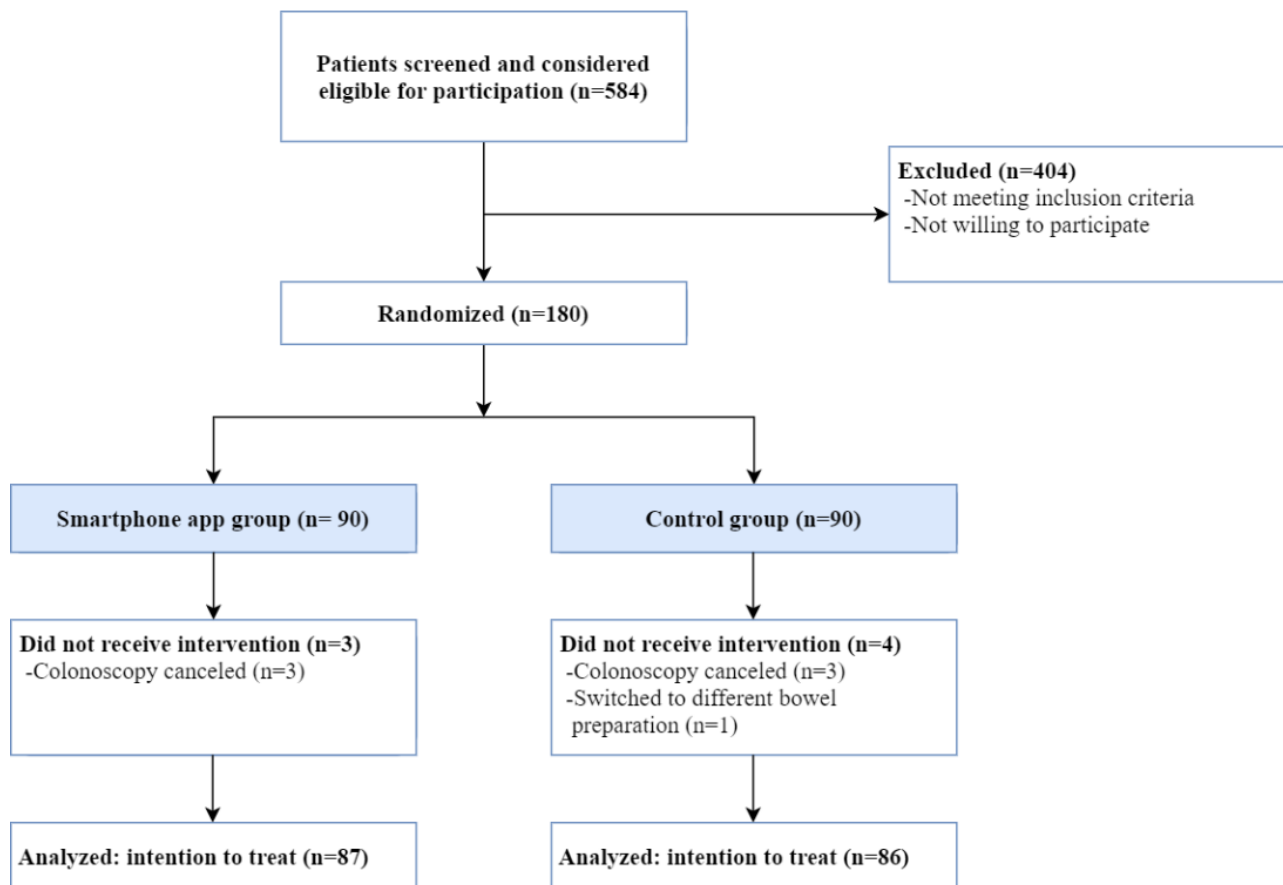 Patients screened and considered
eligible for participation (n=584)
Excluded (n=404)
-Not meeting inclusion criteria
-Not willing to participate
Randomized (n=180)
Smartphone app group (n= 90)
Control group (n=90)
Did not receive intervention (n=3)
-Colonoscopy canceled (n=3)
Did not receive intervention (n=4)
-Colonoscopy canceled (n=3)
-Switched to different bowel
preparation (n=1)
Analyzed: intention to treat (n=87)
Analyzed: intention to treat (n=86)